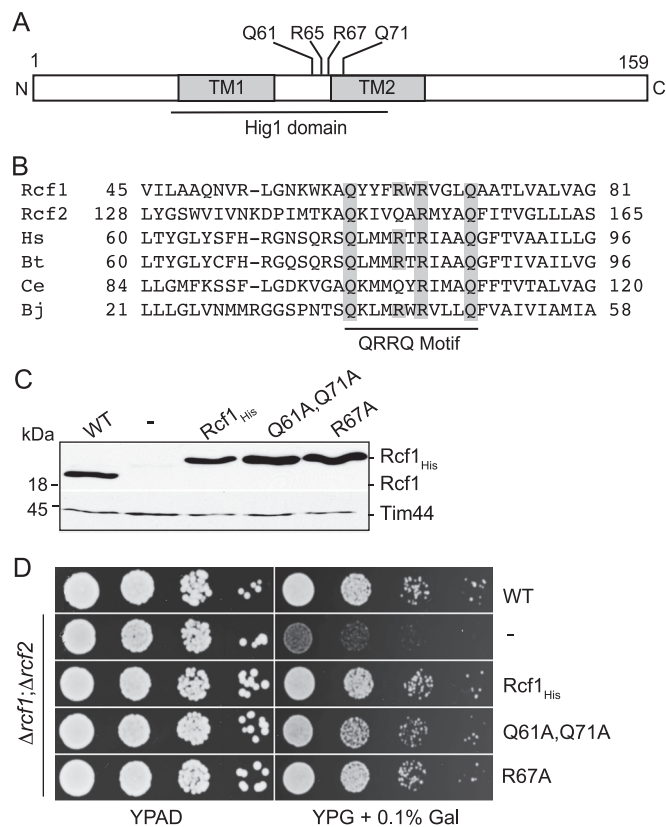 A
Q61 R65 R67 Q71
1 159
N TM1 TM2 C
Hig1 domain
B
Rcf1 45 VILAAQNVR-LGNKWKAQYYFRWRVGLQAATLVALVAG 81
Rcf2 128 LYGSWVIVNKDPIMTKAQKIVQARMYAQFITVGLLLAS 165
Hs 60 LTYGLYSFH-RGNSQRSQLMMRTRIAAQGFTVAAILLG 96
Bt 60 LTYGLYCFH-RGQSQRSQLMMRTRIAAQGFTIVAILVG 96
Ce 84 LLGMFKSSF-LGDKVGAQKMMQYRIMAQFFTVTALVAG 120
Bj 21 LLLGLVNMMRGGSPNTSQKLMRWRVLLQFVAIVIAMIA 58
QRRQ Motif
C
kDa WT - Rcf1His Q61A,Q71A R67A
Rcf1His
18 Rcf1
45 Tim44
D
WT
Δrcf1;Δrcf2
-
Rcf1His
Q61A,Q71A
R67A
YPAD YPG + 0.1% Gal